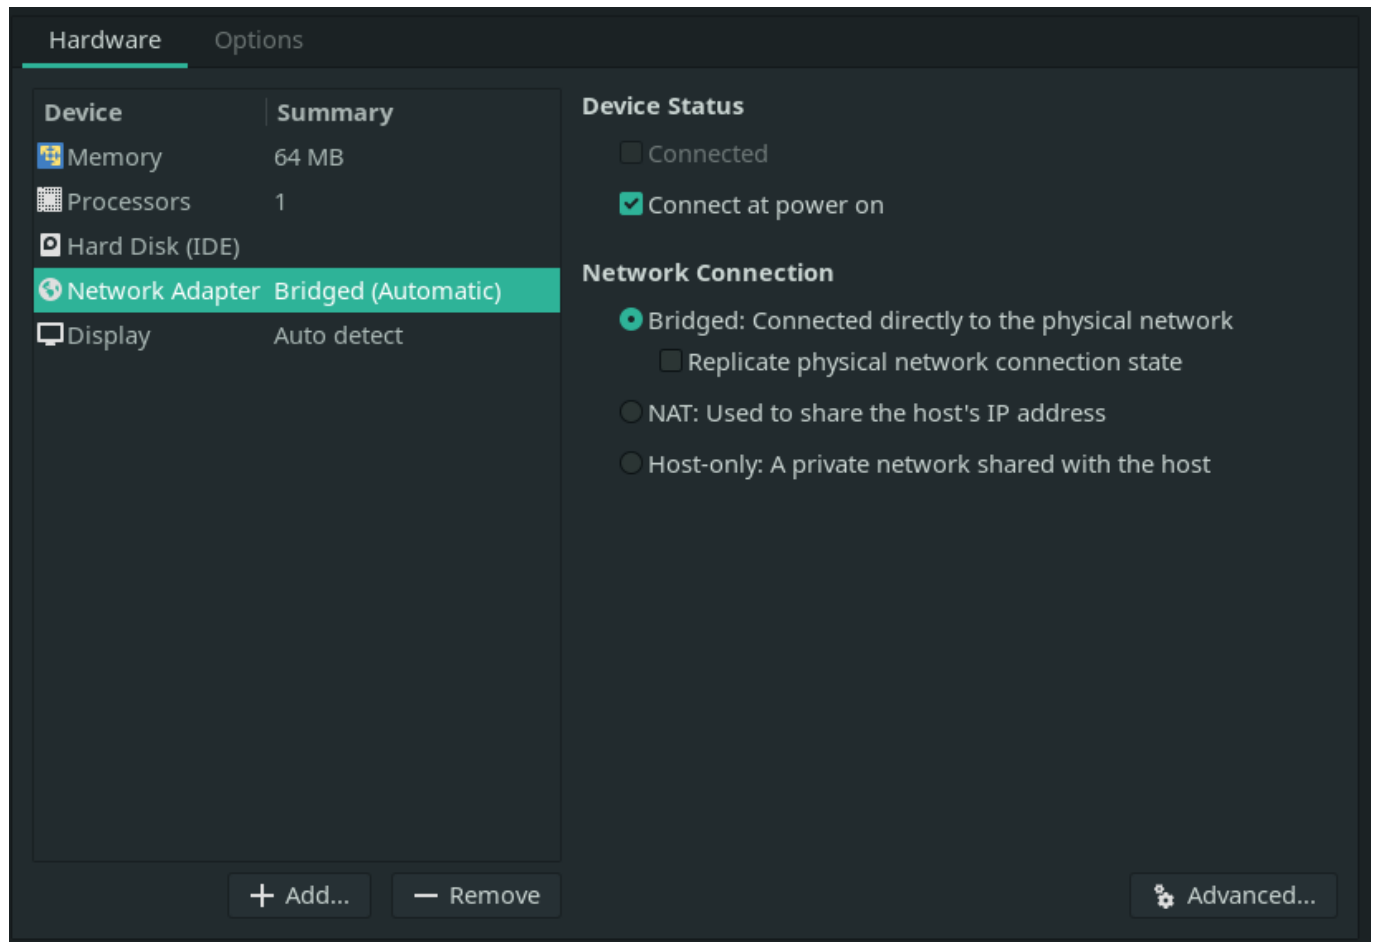 Hardware Options
Device Summary
Memory 64 MB
Processors 1
Hard Disk (IDE)
Network Adapter Bridged (Automatic)
Display Auto detect
Device Status
Connected
Connect at power on
Network Connection
Bridged: Connected directly to the physical network
Replicate physical network connection state
NAT: Used to share the host's IP address
Host-only: A private network shared with the host
Add... Remove Advanced...